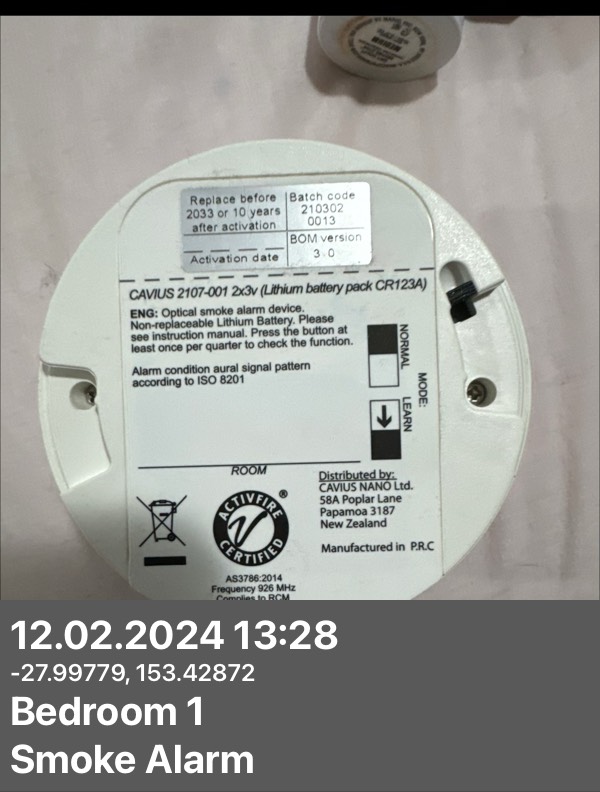 Replace before
2033 or 10 years
after activation
Activation date
Batch code
210302
0013
BOM version
3.0
CAVIUS 2107-001 2x3v (Lithium battery pack CR123A)
ENG: Optical smoke alarm device.
Non-replaceable Lithium Battery. Please
see instruction manual. Press the button at
least once per quarter to check the function.
Alarm condition aural signal pattern
according to ISO 8201
NORMAL
MODE:
LEARN
ROOM
ACTIVFIRE
®
CERTIFIED
AS3786:2014
Frequency 926 MHz
Complies to RCM
Distributed by:
CAVIUS NANO Ltd.
58A Poplar Lane
Papamoa 3187
New Zealand
Manufactured in P.R.C
12.02.2024 13:28
-27.99779, 153.42872
Bedroom 1
Smoke Alarm